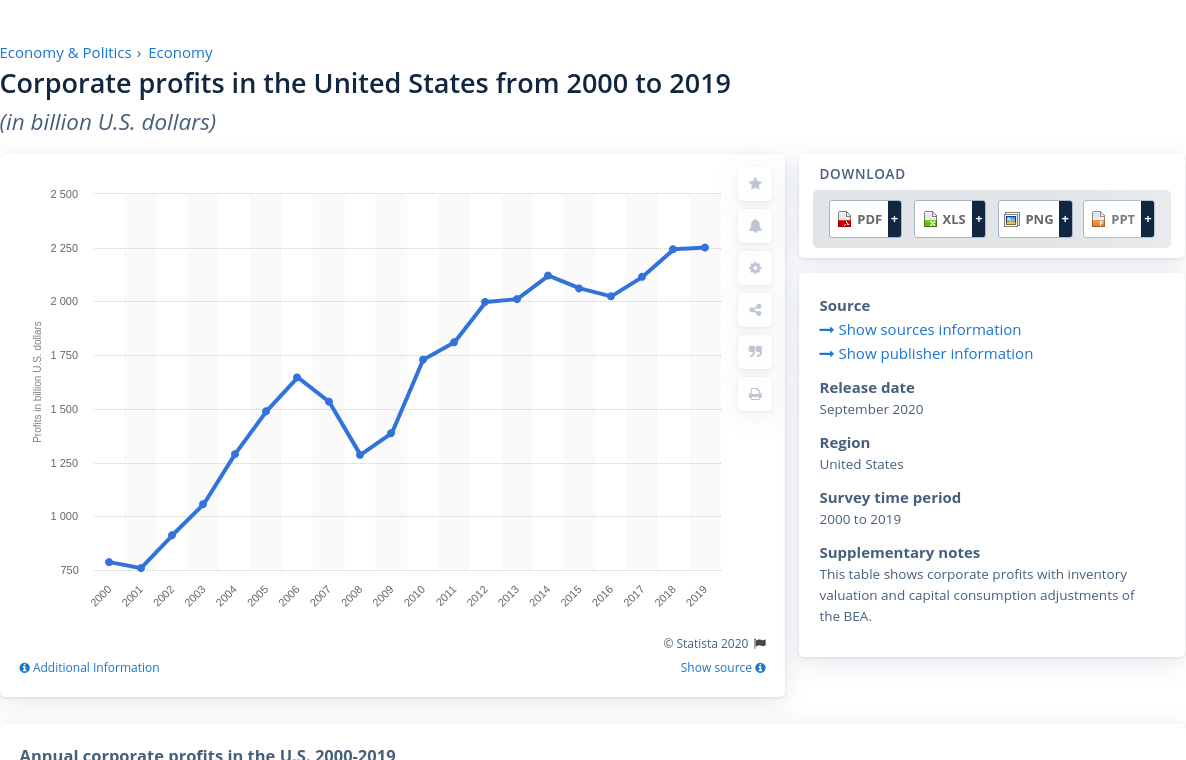 Economy & Politics › Economy
Corporate profits in the United States from 2000 to 2019
(in billion U.S. dollars)
2 500
2 250
2 000
1 750
1 500
1 250
1 000
750
Profits in billion U.S. dollars
2000 2001 2002 2003 2004 2005 2006 2007 2008 2009 2010 2011 2012 2013 2014 2015 2016 2017 2018 2019
© Statista 2020
Additional Information
Show source
DOWNLOAD
PDF + XLS + PNG + PPT +
Source
Show sources information
Show publisher information
Release date
September 2020
Region
United States
Survey time period
2000 to 2019
Supplementary notes
This table shows corporate profits with inventory
valuation and capital consumption adjustments of
the BEA.
Annual corporate profits in the U.S. 2000-2019